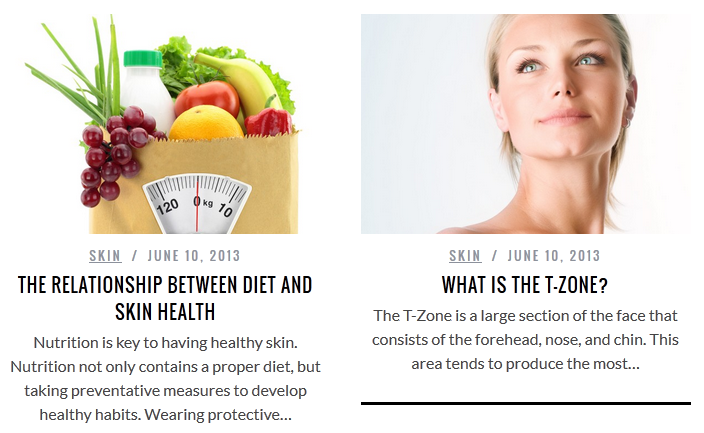 120 0 kg 10
SKIN / JUNE 10, 2013
THE RELATIONSHIP BETWEEN DIET AND
SKIN HEALTH
Nutrition is key to having healthy skin.
Nutrition not only contains a proper diet, but
taking preventative measures to develop
healthy habits. Wearing protective...
SKIN / JUNE 10, 2013
WHAT IS THE T-ZONE?
The T-Zone is a large section of the face that
consists of the forehead, nose, and chin. This
area tends to produce the most...